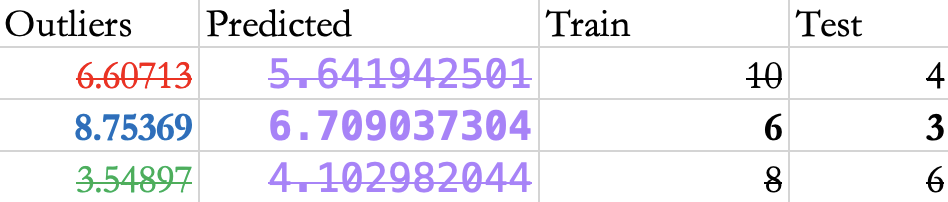 Outliers Predicted Train Test
6.60713 5.641942501 10 4
8.75369 6.709037304 6 3
3.54897 4.102982044 8 6